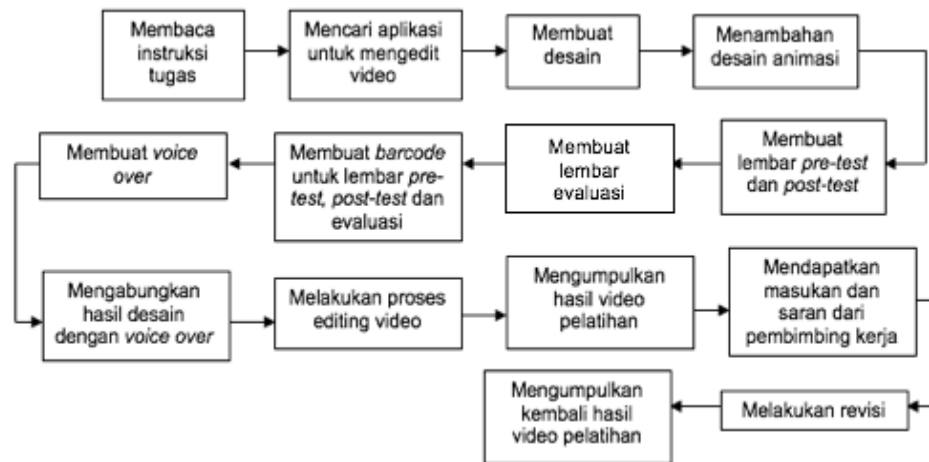 Membaca
instruksi
tugas
Mencari aplikasi
untuk mengedit
video
Membuat
desain
Menambahan
desain animasi
Membuat
lembar pre-test
dan post-test
Membuat
lembar
evaluasi
Membuat barcode
untuk lembar pre-
test, post-test dan
evaluasi
Membuat voice
over
Mengabungkan
hasil desain
dengan voice over
Melakukan proses
editing video
Mengumpulkan
hasil video
pelatihan
Mendapatkan
masukan dan
saran dari
pembimbing kerja
Melakukan revisi
Mengumpulkan
kembali hasil
video pelatihan